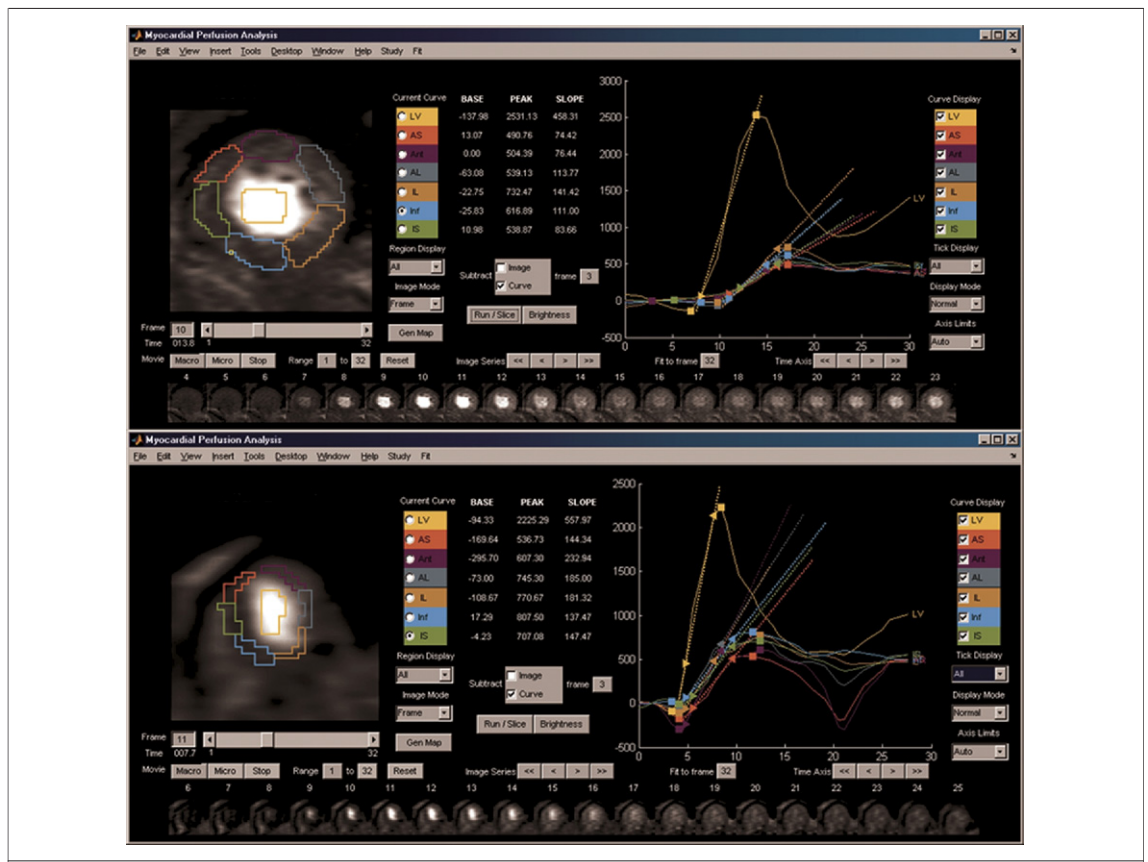 Myocardial Perfusion Analysis
File Edit View Insert Tools Desktop Window Help Study Fit
Current Curve BASE PEAK SLOPE
LV -137.98 2531.13 458.31
AS 13.07 490.76 74.42
Ant 0.00 504.39 76.44
AL -63.08 539.13 113.77
IL -22.75 732.47 141.42
Inf -25.83 616.89 111.00
IS 10.98 538.87 83.66
Region Display
All
Image Mode
Frame
Gen Map
Subtract Image Curve frame 3
Run / Slice Brightness
3000
2500
2000
1500
1000
500
0
-500
0 5 10 15 20 25 30
LV
Curve Display
LV
AS
Ant
AL
IL
Inf
IS
Tick Display
All
Display Mode
Normal
Axis Limits
Auto
Frame 10
Time 013.8 1 32
Movie Macro Micro Stop Range 1 to 32 Reset Image Series << < > >> Fit to frame 32 Time Axis << < > >>
4 5 6 7 8 9 10 11 12 13 14 15 16 17 18 19 20 21 22 23
Myocardial Perfusion Analysis
File Edit View Insert Tools Desktop Window Help Study Fit
Current Curve BASE PEAK SLOPE
LV -94.33 2225.29 557.97
AS -169.64 536.73 144.34
Ant -295.70 607.30 232.94
AL -73.00 745.30 185.00
IL -108.67 770.67 181.32
Inf 17.29 807.50 137.47
IS -4.23 707.08 147.47
Region Display
All
Image Mode
Frame
Gen Map
Subtract Image Curve frame 3
Run / Slice Brightness
2500
2000
1500
1000
500
0
-500
0 5 10 15 20 25 30
LV
Curve Display
LV
AS
Ant
AL
IL
Inf
IS
Tick Display
All
Display Mode
Normal
Axis Limits
Auto
Frame 11
Time 007.7 1 32
Movie Macro Micro Stop Range 1 to 32 Reset Image Series << < > >> Fit to frame 32 Time Axis << < > >>
6 7 8 9 10 11 12 13 14 15 16 17 18 19 20 21 22 23 24 25